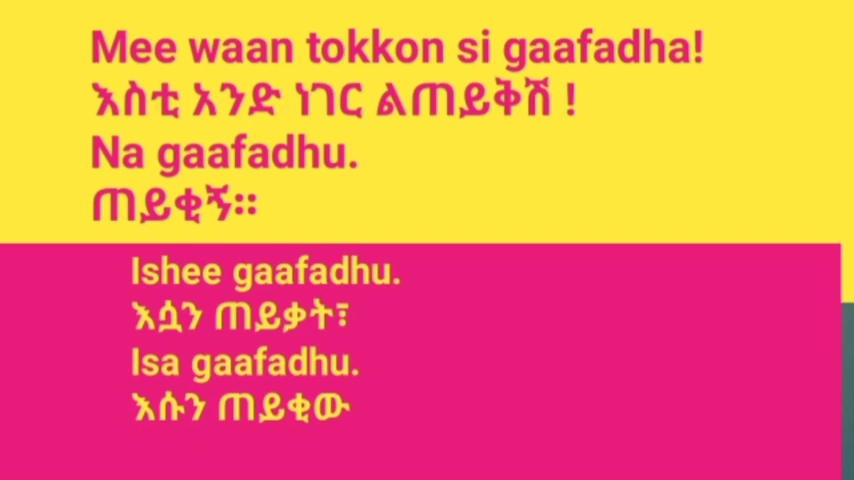 Mee waan tokkon si gaafadha!
እስቲ አንድ ነገር ልጠይቅሽ !
Na gaafadhu.
ጠይቂኝ።
Ishee gaafadhu.
እሷን ጠይቃት፣
Isa gaafadhu.
እሱን ጠይቂው